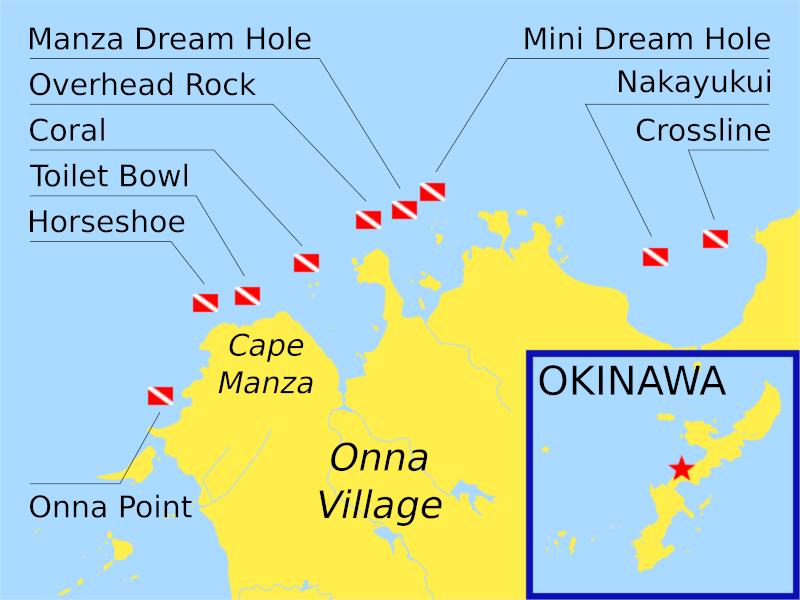 Manza Dream Hole
Overhead Rock
Coral
Toilet Bowl
Horseshoe
Mini Dream Hole
Nakayukui
Crossline
Cape
Manza
Onna
Village
Onna Point
OKINAWA